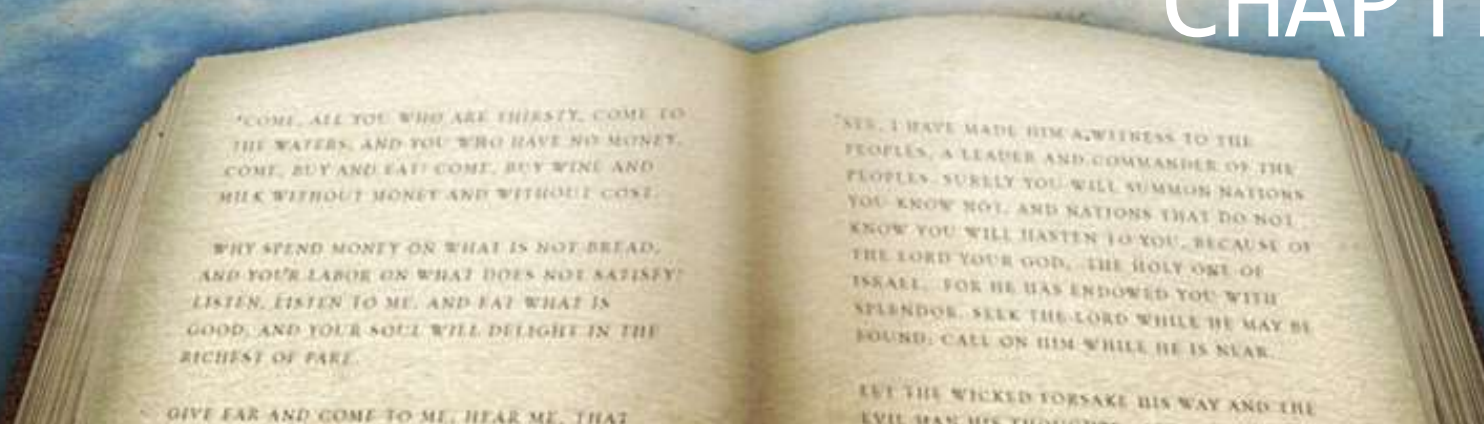 CHAPT
"COME, ALL YOU WHO ARE THIRSTY, COME TO
THE WATERS; AND YOU WHO HAVE NO MONEY,
COME, BUY AND EAT! COME, BUY WINE AND
MILK WITHOUT MONEY AND WITHOUT COST.
WHY SPEND MONEY ON WHAT IS NOT BREAD,
AND YOUR LABOR ON WHAT DOES NOT SATISFY?
LISTEN, LISTEN TO ME, AND EAT WHAT IS
GOOD, AND YOUR SOUL WILL DELIGHT IN THE
RICHEST OF FARE.
GIVE EAR AND COME TO ME, HEAR ME, THAT
"SEE, I HAVE MADE HIM A WITNESS TO THE
PEOPLES, A LEADER AND COMMANDER OF THE
PEOPLES. SURELY YOU WILL SUMMON NATIONS
YOU KNOW NOT, AND NATIONS THAT DO NOT
KNOW YOU WILL HASTEN TO YOU, BECAUSE OF
THE LORD YOUR GOD, THE HOLY ONE OF
ISRAEL, FOR HE HAS ENDOWED YOU WITH
SPLENDOR. SEEK THE LORD WHILE HE MAY BE
FOUND; CALL ON HIM WHILE HE IS NEAR.
LET THE WICKED FORSAKE HIS WAY AND THE
EVIL MAN HIS THOUGHTS